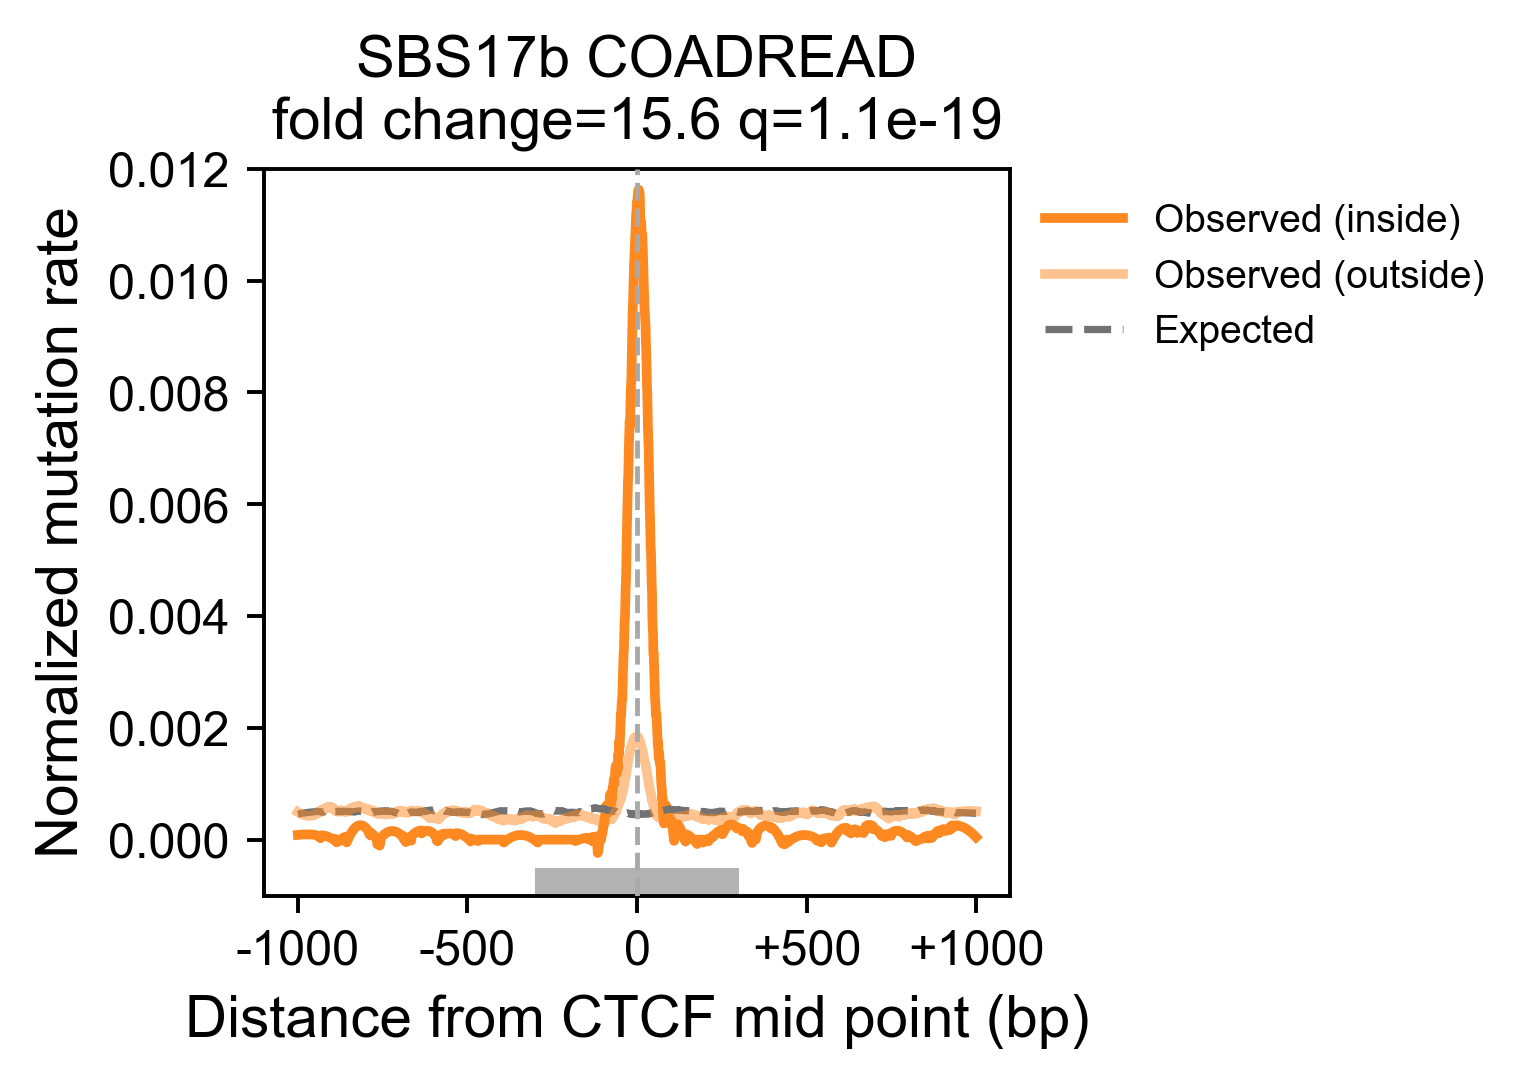 SBS17b COADREAD
fold change=15.6 q=1.1e-19
Normalized mutation rate
0.012
0.010
0.008
0.006
0.004
0.002
0.000
-1000 -500 0 +500 +1000
Distance from CTCF mid point (bp)
Observed (inside)
Observed (outside)
Expected